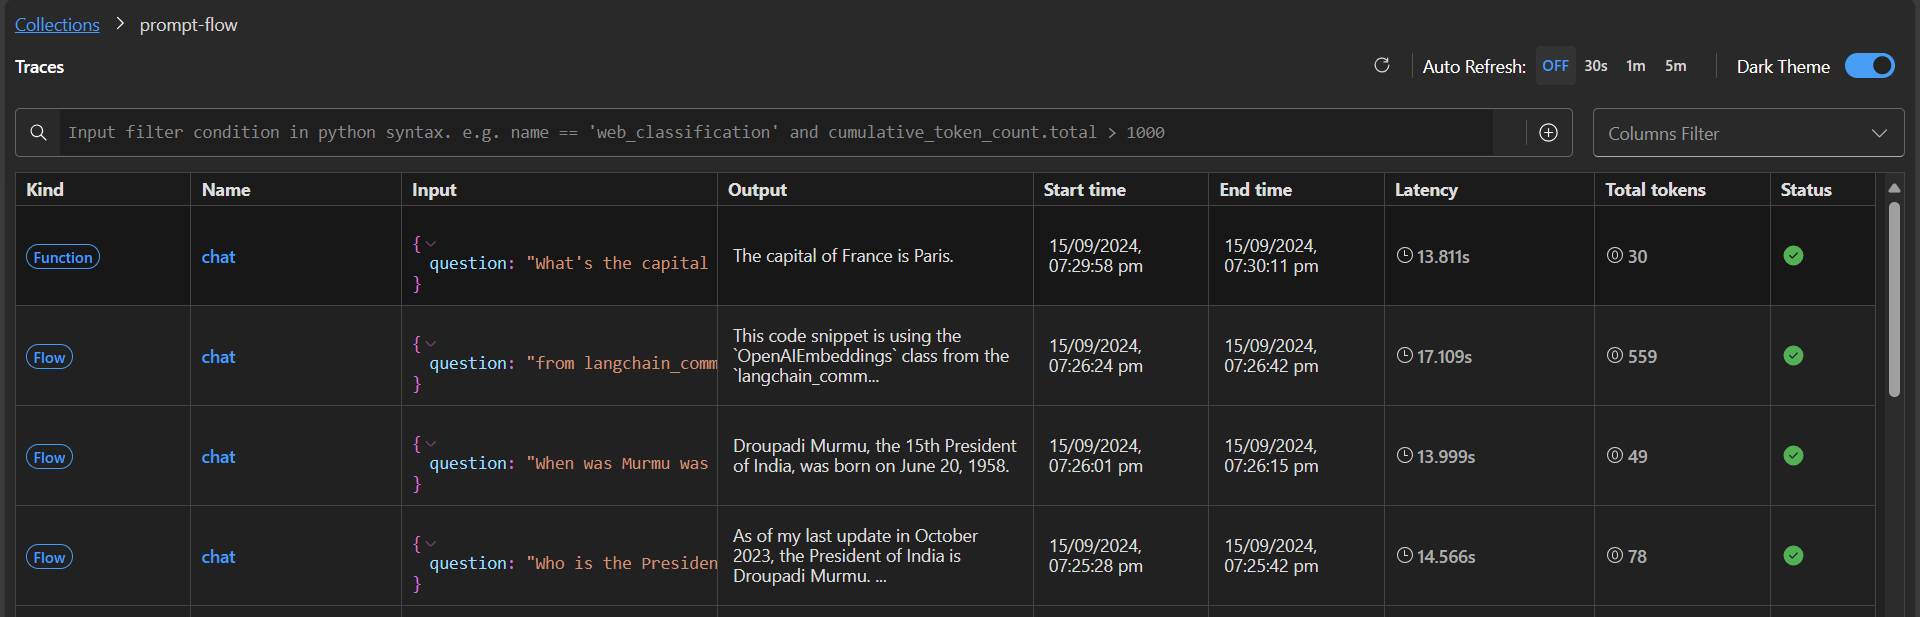 Collections > prompt-flow
Traces
Auto Refresh: OFF 30s 1m 5m
Dark Theme
Input filter condition in python syntax. e.g. name == 'web_classification' and cumulative_token_count.total > 1000
Columns Filter
Kind Name Input Output Start time End time Latency Total tokens Status
Function
chat
{
question: "What's the capital
}
The capital of France is Paris.
15/09/2024,
07:29:58 pm
15/09/2024,
07:30:11 pm
13.811s
30
Flow
chat
{
question: "from langchain_comm
}
This code snippet is using the
`OpenAIEmbeddings` class from the
`langchain_comm...
15/09/2024,
07:26:24 pm
15/09/2024,
07:26:42 pm
17.109s
559
Flow
chat
{
question: "When was Murmu was
}
Droupadi Murmu, the 15th President
of India, was born on June 20, 1958.
15/09/2024,
07:26:01 pm
15/09/2024,
07:26:15 pm
13.999s
49
Flow
chat
{
question: "Who is the Presiden
}
As of my last update in October
2023, the President of India is
Droupadi Murmu. ...
15/09/2024,
07:25:28 pm
15/09/2024,
07:25:42 pm
14.566s
78